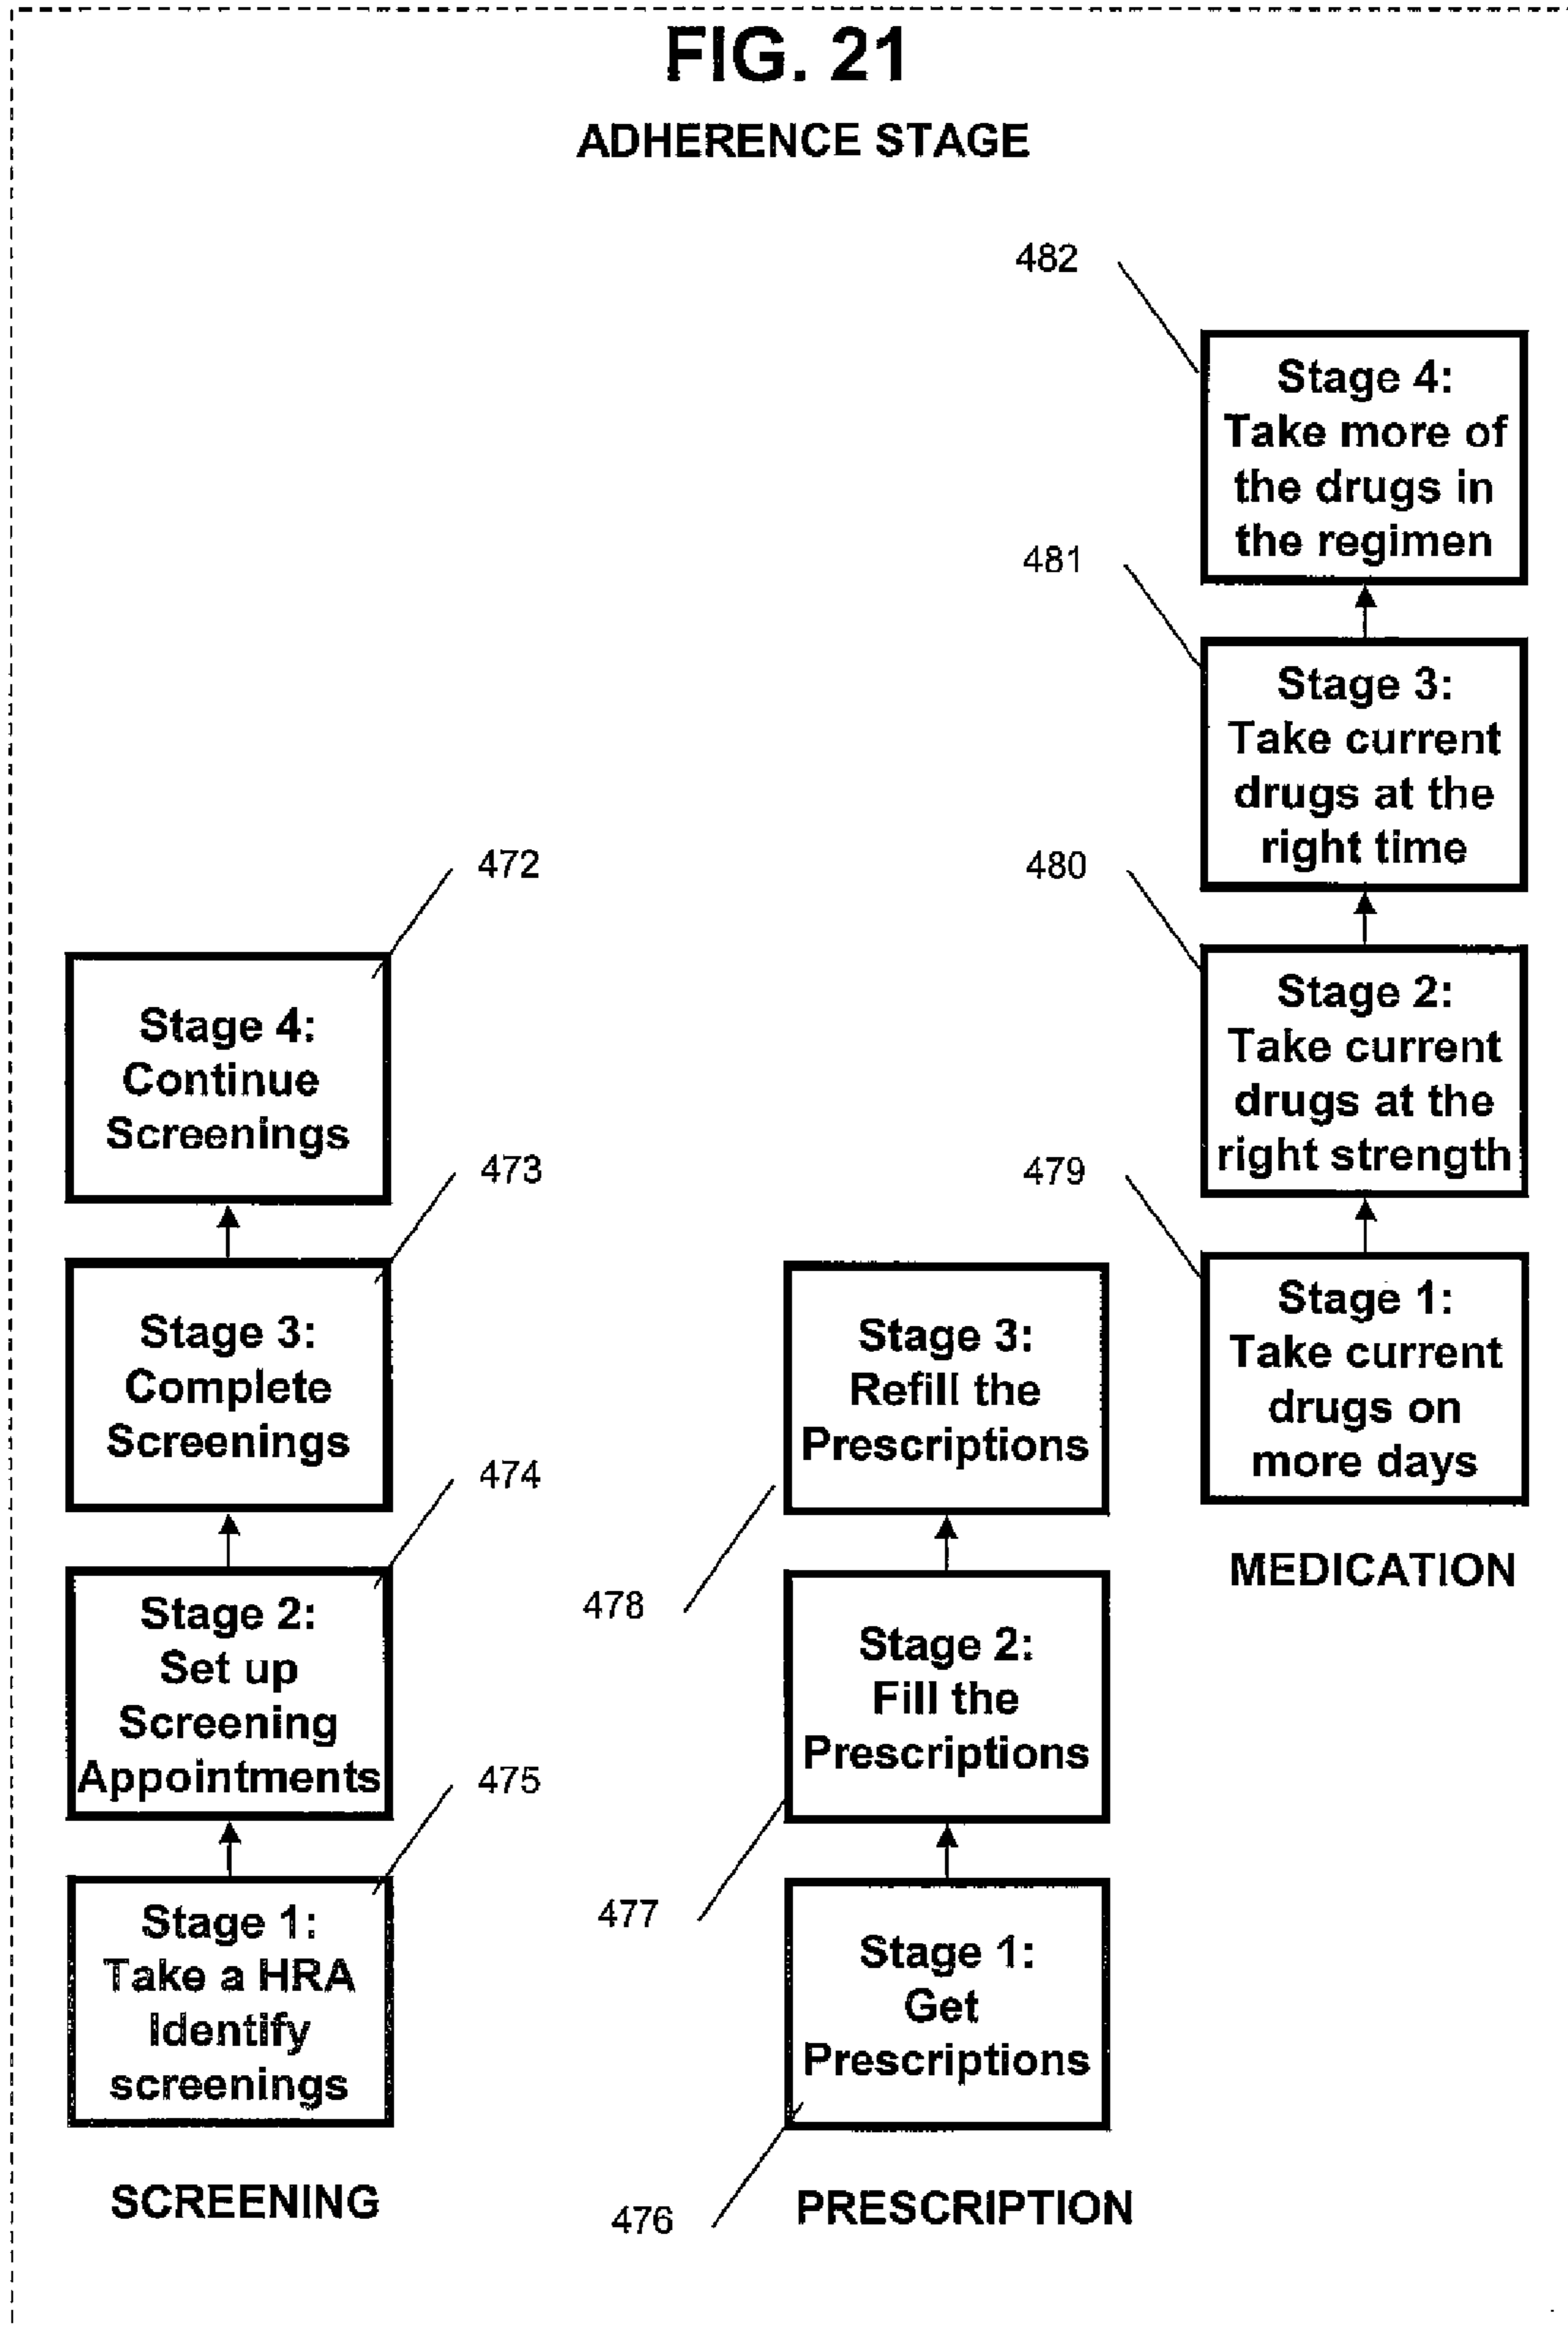 FIG. 21
ADHERENCE STAGE
472
Stage 4:
Continue
Screenings
473
Stage 3:
Complete
Screenings
474
Stage 2:
Set up
Screening
Appointments
475
Stage 1:
Take a HRA
Identify
screenings
SCREENING
Stage 3:
Refill the
Prescriptions
478
Stage 2:
Fill the
Prescriptions
477
Stage 1:
Get
Prescriptions
476
PRESCRIPTION
482
Stage 4:
Take more of
the drugs in
the regimen
481
Stage 3:
Take current
drugs at the
right time
480
Stage 2:
Take current
drugs at the
right strength
479
Stage 1:
Take current
drugs on
more days
MEDICATION